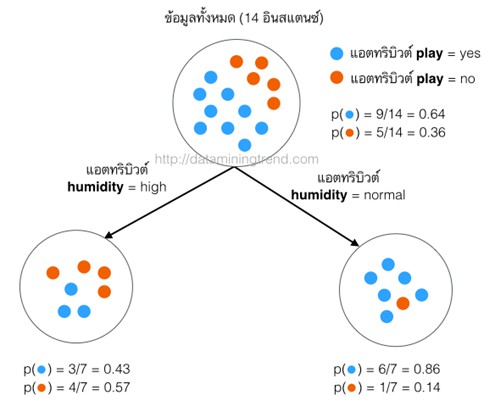 ข้อมูลทั้งหมด (14 อินสแตนซ์)
แอตทริบิวต์ play = yes
แอตทริบิวต์ play = no
p(●) = 9/14 = 0.64
p(●) = 5/14 = 0.36
http://dataminingtrend.com
แอตทริบิวต์
humidity = high
แอตทริบิวต์
humidity = normal
p(●) = 3/7 = 0.43
p(●) = 4/7 = 0.57
p(●) = 6/7 = 0.86
p(●) = 1/7 = 0.14